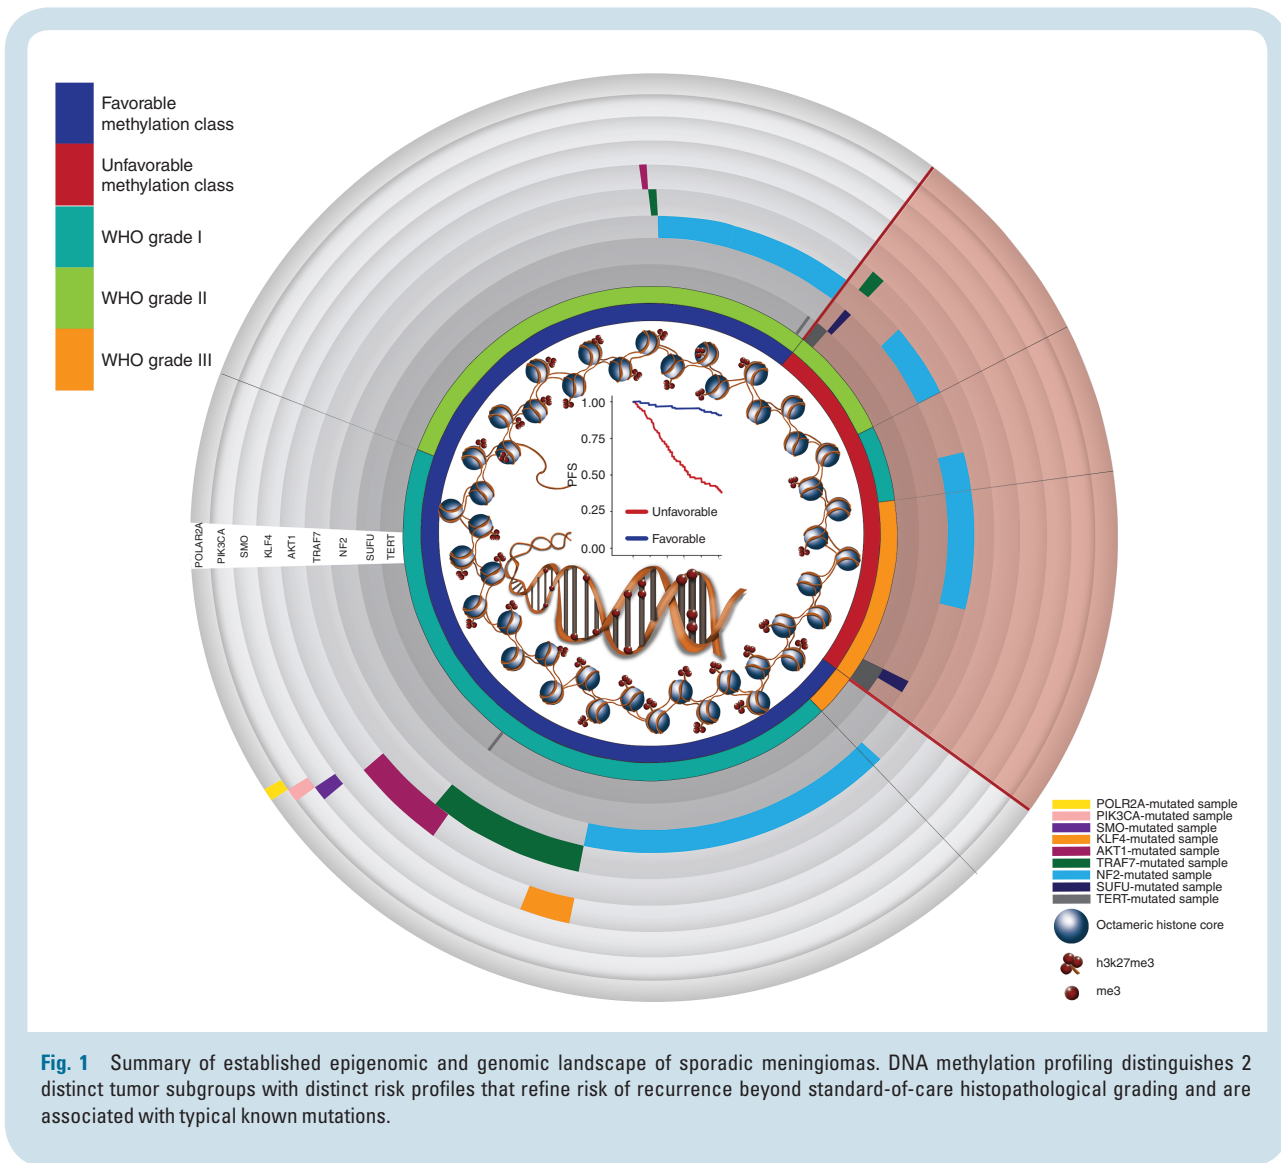 Favorable
methylation class
Unfavorable
methylation class
WHO grade I
WHO grade II
WHO grade III
POLAR2A
PIK3CA
SMO
KLF4
AKT1
TRAF7
NF2
SUFU
TERT
1.00
0.75
0.50
0.25
0.00
PFS
Unfavorable
Favorable
POLR2A-mutated sample
PIK3CA-mutated sample
SMO-mutated sample
KLF4-mutated sample
AKT1-mutated sample
TRAF7-mutated sample
NF2-mutated sample
SUFU-mutated sample
TERT-mutated sample
Octameric histone core
h3k27me3
me3
Fig. 1 Summary of established epigenomic and genomic landscape of sporadic meningiomas. DNA methylation profiling distinguishes 2
distinct tumor subgroups with distinct risk profiles that refine risk of recurrence beyond standard-of-care histopathological grading and are
associated with typical known mutations.